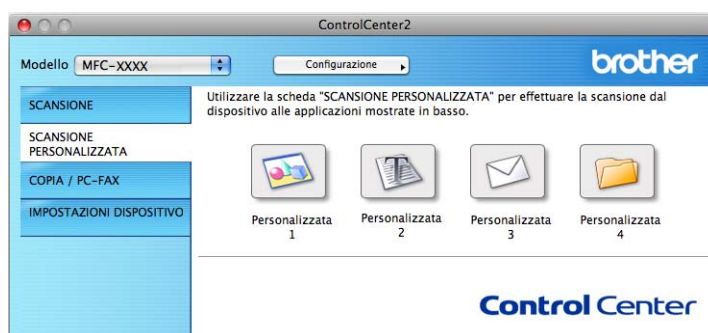 ControlCenter2
Modello MFC-XXXX Configurazione brother
SCANSIONE
SCANSIONE
PERSONALIZZATA
COPIA / PC-FAX
IMPOSTAZIONI DISPOSITIVO
Utilizzare la scheda "SCANSIONE PERSONALIZZATA" per effettuare la scansione dal
dispositivo alle applicazioni mostrate in basso.
T
Personalizzata
1
Personalizzata
2
Personalizzata
3
Personalizzata
4
Control Center